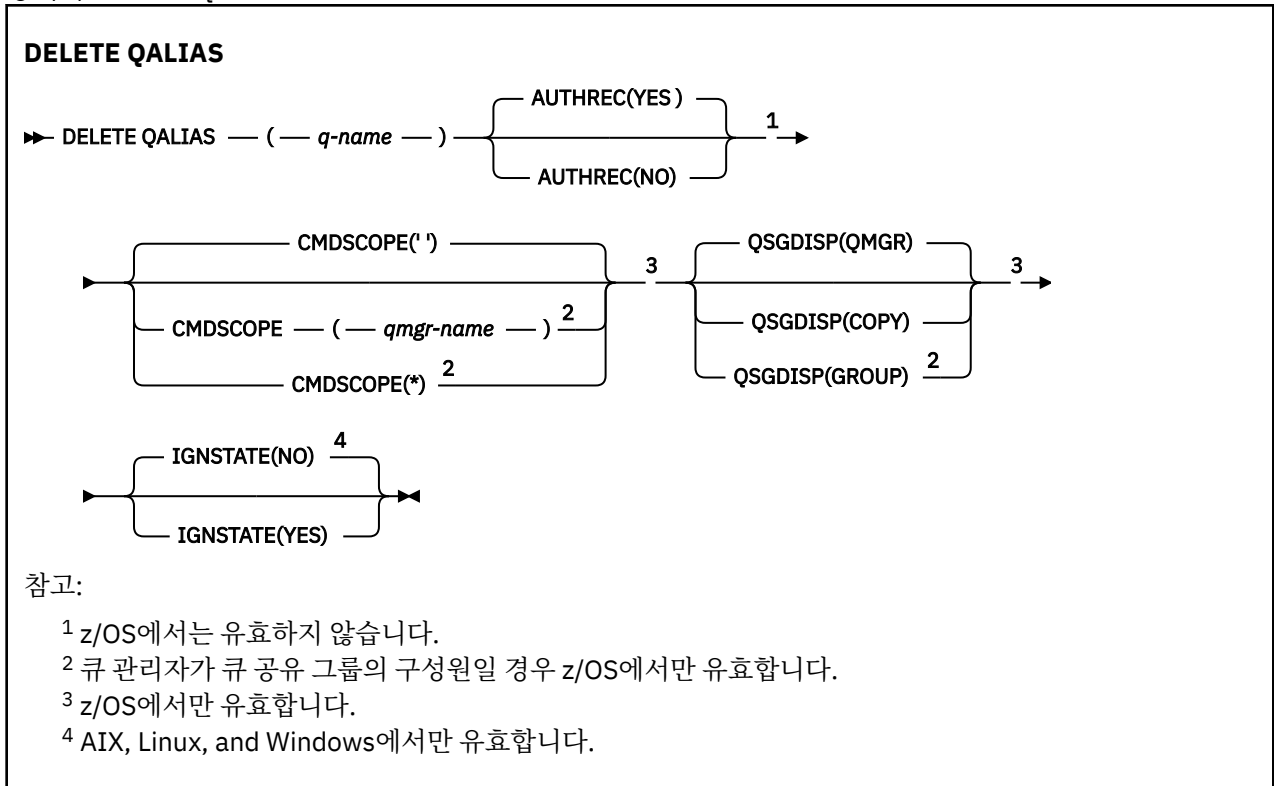 DELETE QALIAS
AUTHREC(YES )
DELETE QALIAS ( q-name ) 1
AUTHREC(NO)
CMDSCOPE(' ') QSGDISP(QMGR)
3 3
CMDSCOPE ( qmgr-name ) 2 QSGDISP(COPY)
CMDSCOPE(*) 2 QSGDISP(GROUP) 2
IGNSTATE(NO) 4
IGNSTATE(YES)
참고:
1 z/OS에서는 유효하지 않습니다.
2 큐 관리자가 큐 공유 그룹의 구성원일 경우 z/OS에서만 유효합니다.
3 z/OS에서만 유효합니다.
4 AIX, Linux, and Windows에서만 유효합니다.